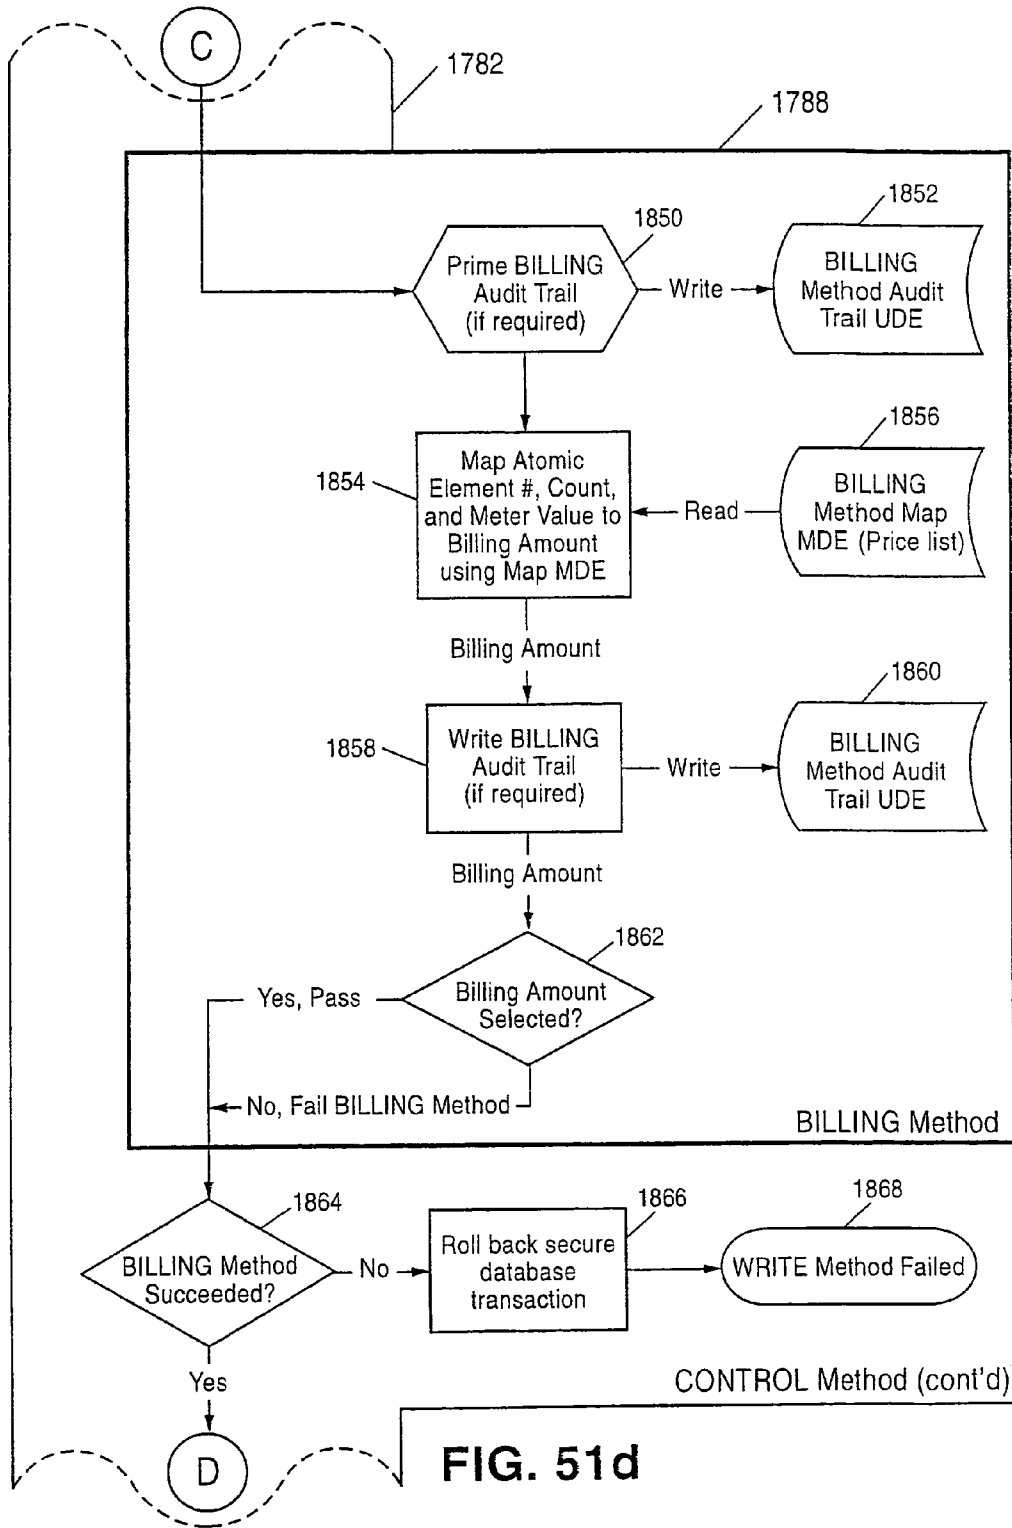 C
1782
1788
1850
1852
Prime BILLING
Audit Trail
(if required)
Write
BILLING
Method Audit
Trail UDE
1856
1854
Map Atomic
Element #, Count,
and Meter Value to
Billing Amount
using Map MDE
Read
BILLING
Method Map
MDE (Price list)
Billing Amount
1860
1858
Write BILLING
Audit Trail
(if required)
Write
BILLING
Method Audit
Trail UDE
Billing Amount
1862
Yes, Pass
Billing Amount
Selected?
No, Fail BILLING Method
BILLING Method
1864
1866
1868
BILLING Method
Succeeded?
No
Roll back secure
database
transaction
WRITE Method Failed
Yes
CONTROL Method (cont'd)
D
FIG. 51d